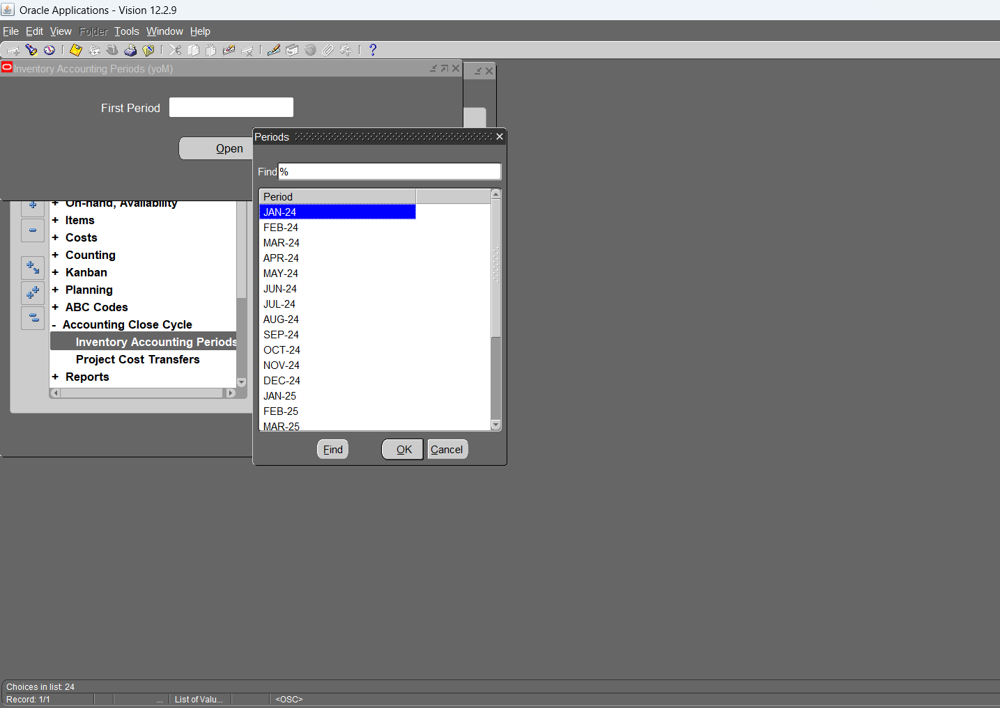 Oracle Applications - Vision 12.2.9
File Edit View Folder Tools Window Help
Inventory Accounting Periods (yoM)
First Period
Open
Periods
Find %
Period
JAN-24
FEB-24
MAR-24
APR-24
MAY-24
JUN-24
JUL-24
AUG-24
SEP-24
OCT-24
NOV-24
DEC-24
JAN-25
FEB-25
MAR-25
Find OK Cancel
+ On-hand, Availability
+ Items
+ Costs
+ Counting
+ Kanban
+ Planning
+ ABC Codes
- Accounting Close Cycle
Inventory Accounting Periods
Project Cost Transfers
+ Reports
Choices in list: 24
Record: 1/1 ... List of Valu... <OSC>